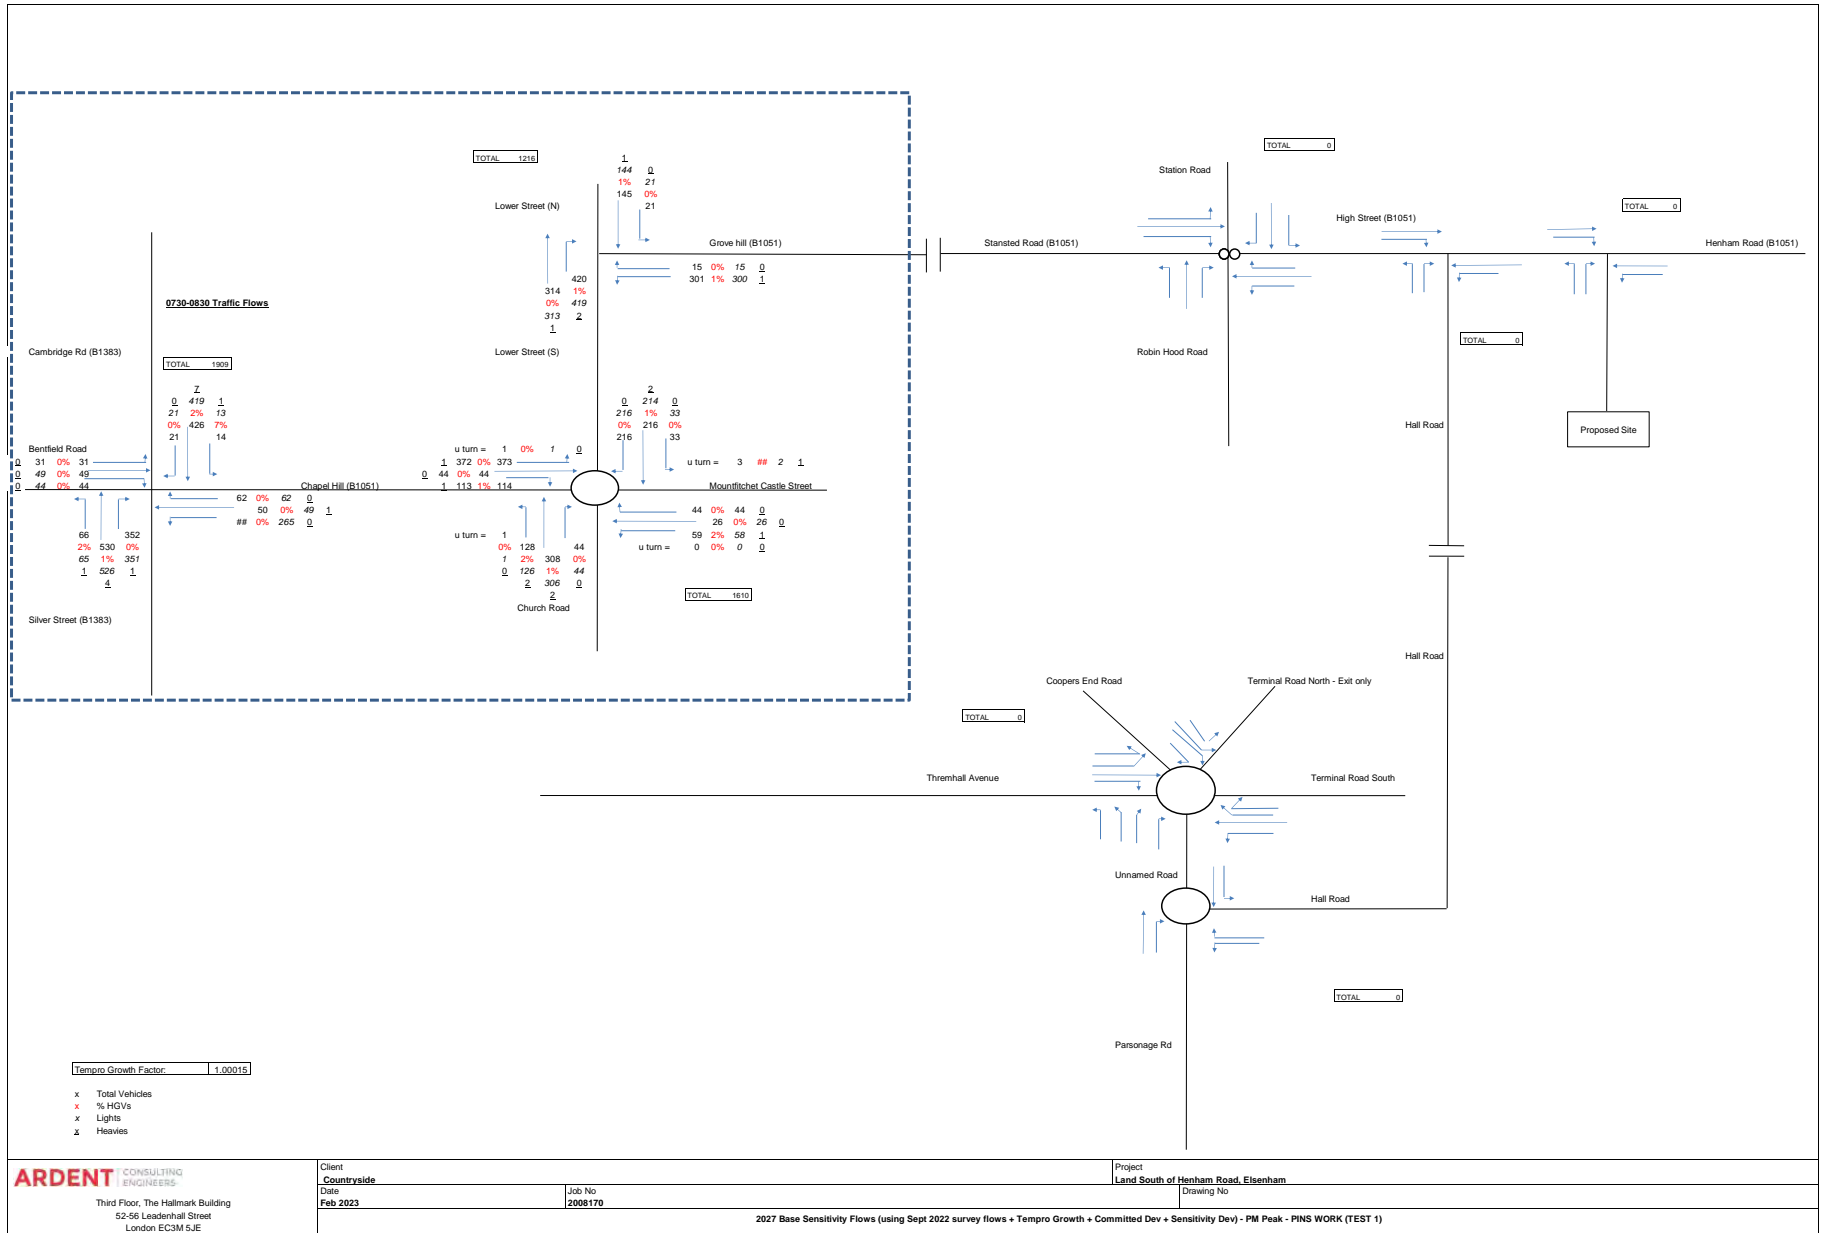 TOTAL 1216
1
144 0
1% 21
145 0%
21
Lower Street (N)
Grove hill (B1051)
15 0% 15 0
301 1% 300 1
420
314 1%
0% 419
313 2
1
Lower Street (S)
0730-0830 Traffic Flows
Cambridge Rd (B1383)
TOTAL 1909
7
0 419 1
21 2% 13
0% 426 7%
21 14
Bentfield Road
0 31 0% 31
0 49 0% 49
0 44 0% 44
Chapel Hill (B1051)
62 0% 62 0
50 0% 49 1
## 0% 265 0
66 352
2% 530 0%
65 1% 351
1 526 1
4
Silver Street (B1383)
2
0 214 0
216 1% 33
0% 216 0%
216 33
u turn = 1 0% 1 0
1 372 0% 373
0 44 0% 44
1 113 1% 114
u turn = 3 ## 2 1
Mountfitchet Castle Street
44 0% 44 0
26 0% 26 0
59 2% 58 1
u turn = 0 0% 0 0
u turn = 1
0% 128 44
1 2% 308 0%
0 126 1% 44
2 306 0
2
Church Road
TOTAL 1610
TOTAL 0
Station Road
Stansted Road (B1051)
High Street (B1051)
TOTAL 0
Henham Road (B1051)
Robin Hood Road
TOTAL 0
Hall Road
Proposed Site
Hall Road
Coopers End Road
Terminal Road North - Exit only
TOTAL 0
Thremhall Avenue
Terminal Road South
Unnamed Road
Hall Road
TOTAL 0
Parsonage Rd
Tempro Growth Factor: 1.00015
x Total Vehicles
x % HGVs
x Lights
x Heavies
ARDENT CONSULTING ENGINEERS
Third Floor, The Hallmark Building
52-56 Leadenhall Street
London EC3M 5JE
Client
Countryside
Project
Land South of Henham Road, Elsenham
Date
Feb 2023
Job No
2008170
Drawing No
2027 Base Sensitivity Flows (using Sept 2022 survey flows + Tempro Growth + Committed Dev + Sensitivity Dev) - PM Peak - PINS WORK (TEST 1)